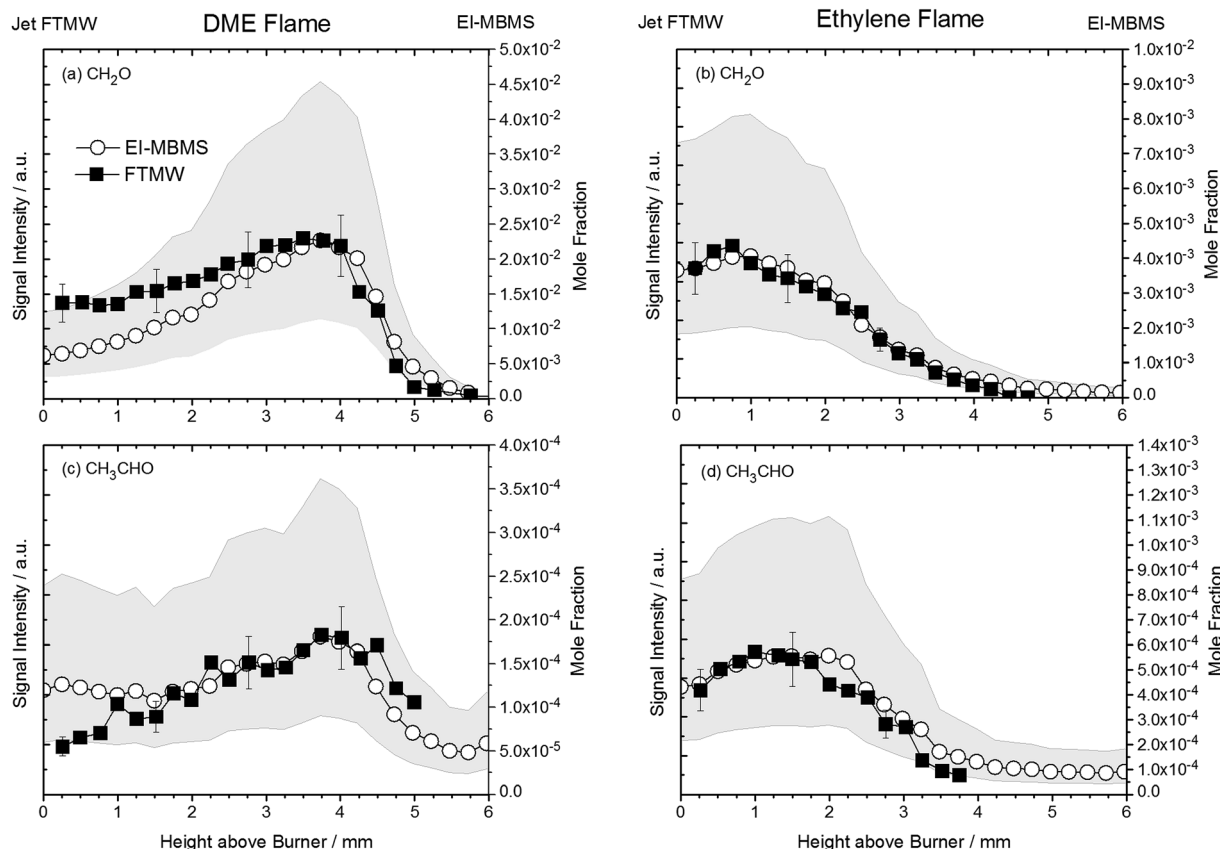 Jet FTMW DME Flame EI-MBMS Ethylene Flame EI-MBMS
Jet FTMW
(a) CH₂O
EI-MBMS
FTMW
Signal Intensity / a.u.
5.0x10⁻²
4.5x10⁻²
4.0x10⁻²
3.5x10⁻²
3.0x10⁻²
2.5x10⁻²
2.0x10⁻²
1.5x10⁻²
1.0x10⁻²
5.0x10⁻³
0.0
Mole Fraction
0 1 2 3 4 5 6
(b) CH₂O
Signal Intensity / a.u.
1.0x10⁻²
9.0x10⁻³
8.0x10⁻³
7.0x10⁻³
6.0x10⁻³
5.0x10⁻³
4.0x10⁻³
3.0x10⁻³
2.0x10⁻³
1.0x10⁻³
0.0
Mole Fraction
0 1 2 3 4 5 6
(c) CH₃CHO
Signal Intensity / a.u.
4.0x10⁻⁴
3.5x10⁻⁴
3.0x10⁻⁴
2.5x10⁻⁴
2.0x10⁻⁴
1.5x10⁻⁴
1.0x10⁻⁴
5.0x10⁻⁵
0.0
Mole Fraction
0 1 2 3 4 5 6
Height above Burner / mm
(d) CH₃CHO
Signal Intensity / a.u.
1.4x10⁻³
1.3x10⁻³
1.2x10⁻³
1.1x10⁻³
1.0x10⁻³
9.0x10⁻⁴
8.0x10⁻⁴
7.0x10⁻⁴
6.0x10⁻⁴
5.0x10⁻⁴
4.0x10⁻⁴
3.0x10⁻⁴
2.0x10⁻⁴
1.0x10⁻⁴
0.0
Mole Fraction
0 1 2 3 4 5 6
Height above Burner / mm